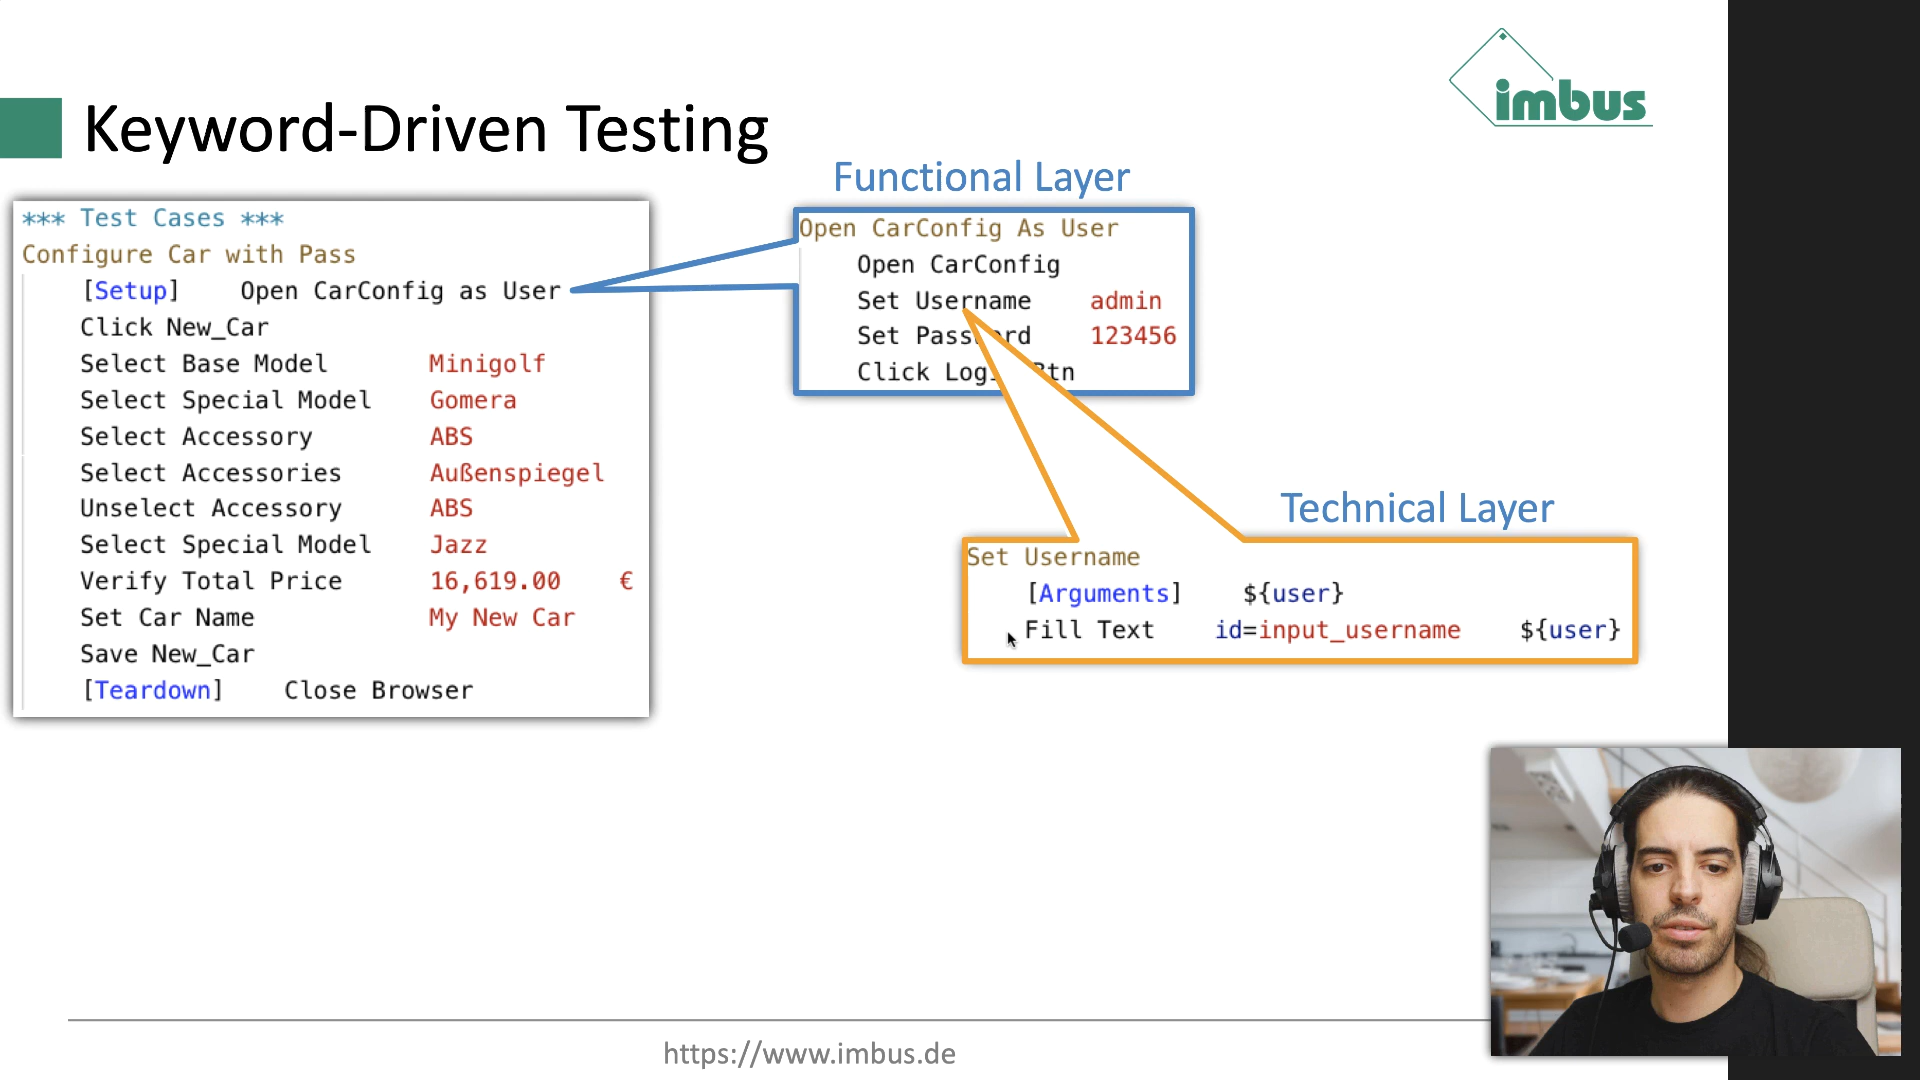 imbus
Keyword-Driven Testing
*** Test Cases ***
Configure Car with Pass
[Setup] Open CarConfig as User
Click New_Car
Select Base Model Minigolf
Select Special Model Gomera
Select Accessory ABS
Select Accessories Außenspiegel
Unselect Accessory ABS
Select Special Model Jazz
Verify Total Price 16,619.00 €
Set Car Name My New Car
Save New_Car
[Teardown] Close Browser
Functional Layer
Open CarConfig As User
Open CarConfig
Set Username admin
Set Password 123456
Click Login Btn
Technical Layer
Set Username
[Arguments] ${user}
Fill Text id=input_username ${user}
https://www.imbus.de